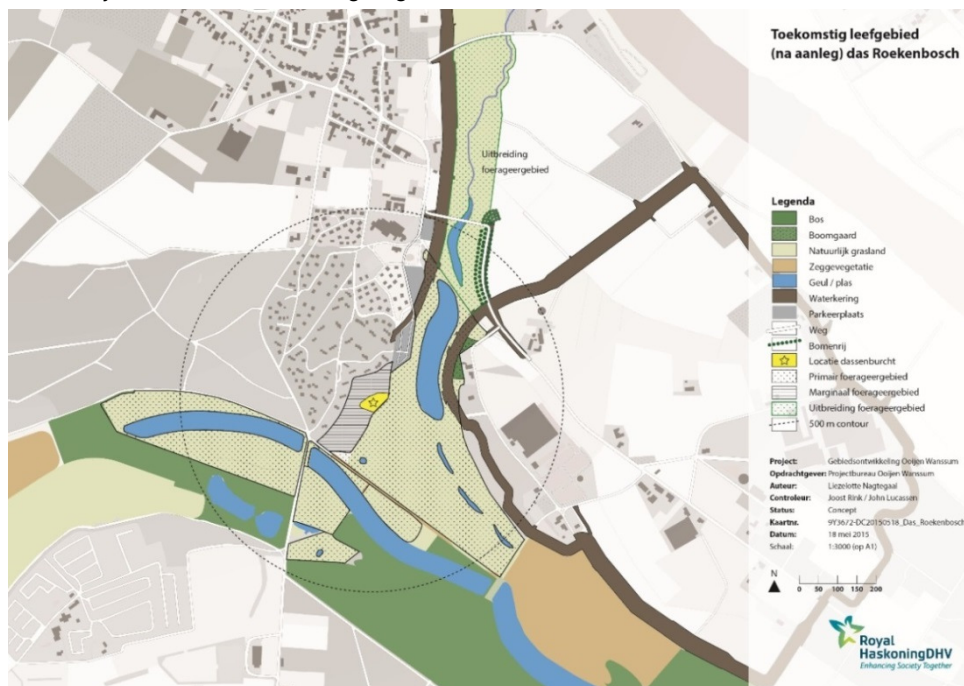 Toekomstig leefgebied
(na aanleg) das Roekenbosch
Uitbreiding
foerageergebied
Legenda
Bos
Boomgaard
Natuurlijk grasland
Zeggevegetatie
Geul / plas
Waterkering
Parkeerplaats
Weg
Bomenrij
Locatie dassenburcht
Primair foerageergebied
Marginaal foerageergebied
Uitbreiding foerageergebied
500 m contour
Project: Gebiedsontwikkeling Ooijen Wanssum
Opdrachtgever: Projectbureau Ooijen Wanssum
Auteur: Liezelotte Nagtegaal
Controleur: Joost Rink / John Lucassen
Status: Concept
Kaartnr. 9Y3672-DC20150518_Das_Roekenbosch
Datum: 18 mei 2015
Schaal: 1:3000 (op A1)
N
0 50 100 150 200
Royal
HaskoningDHV
Enhancing Society Together